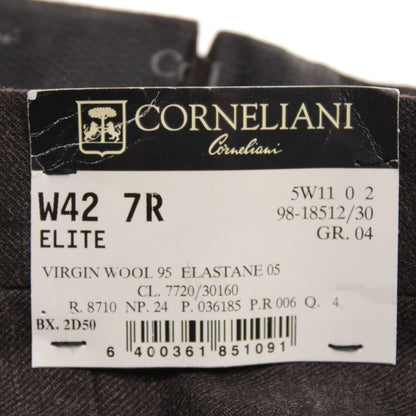 CORNELIANI
Corneliani
W42 7R
5W11 0 2
ELITE
98-18512/30
GR. 04
VIRGIN WOOL 95 ELASTANE 05
CL. 7720/30160
R. 8710 NP. 24 P. 036185 P.R 006 Q. 4
BX. 2D50
6 400361 851091